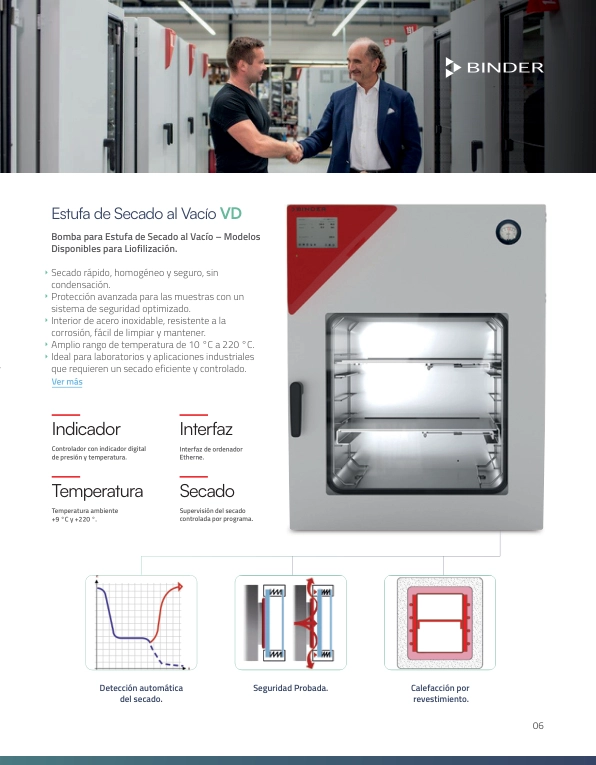 BINDER
Estufa de Secado al Vacío VD
Bomba para Estufa de Secado al Vacío – Modelos
Disponibles para Liofilización.
Secado rápido, homogéneo y seguro, sin
condensación.
Protección avanzada para las muestras con un
sistema de seguridad optimizado.
Interior de acero inoxidable, resistente a la
corrosión, fácil de limpiar y mantener.
Amplio rango de temperatura de 10 °C a 220 °C.
Ideal para laboratorios y aplicaciones industriales
que requieren un secado eficiente y controlado.
Ver más
Indicador
Controlador con indicador digital
de presión y temperatura.
Interfaz
Interfaz de ordenador
Etherne.
Temperatura
Temperatura ambiente
+9 °C y +220 °.
Secado
Supervisión del secado
controlada por programa.
Detección automática
del secado.
Seguridad Probada.
Calefacción por
revestimiento.
06